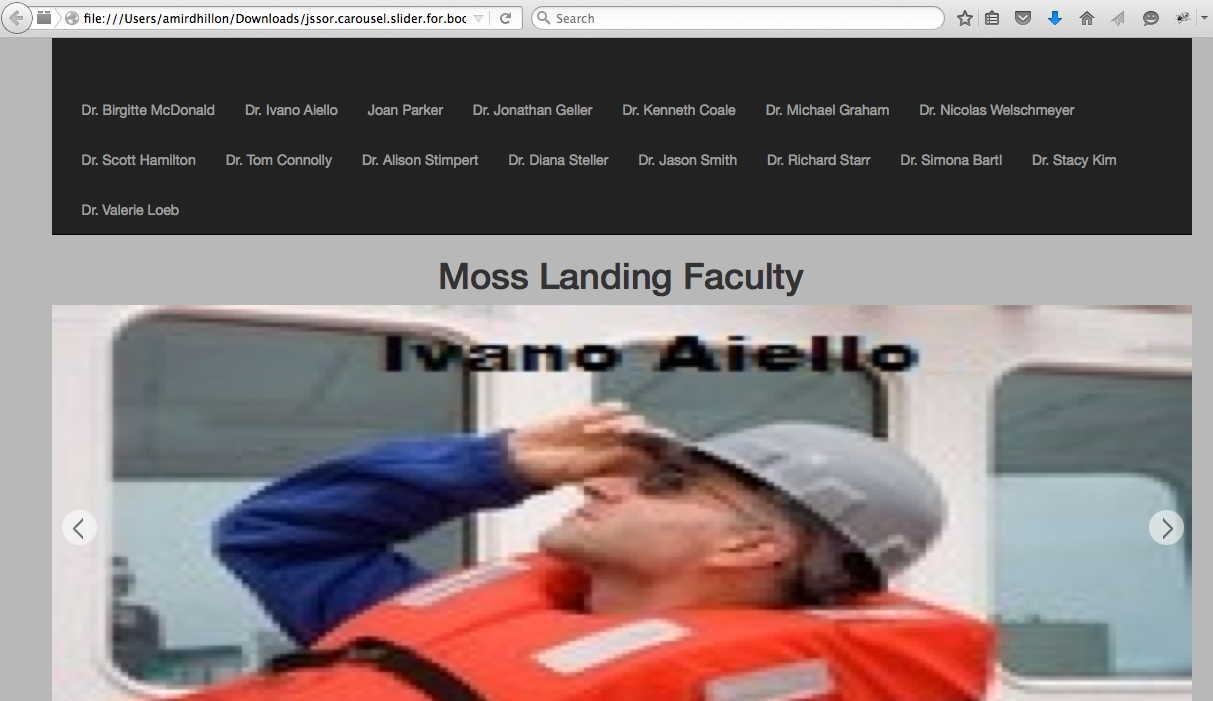 file:///Users/amirdhillon/Downloads/jssor.carousel.slider.for.boo
Search
Dr. Birgitte McDonald Dr. Ivano Aiello Joan Parker Dr. Jonathan Geller Dr. Kenneth Coale Dr. Michael Graham Dr. Nicolas Welschmeyer
Dr. Scott Hamilton Dr. Tom Connolly Dr. Alison Stimpert Dr. Diana Steller Dr. Jason Smith Dr. Richard Starr Dr. Simona Bartl Dr. Stacy Kim
Dr. Valerie Loeb
Moss Landing Faculty
Ivano Aiello